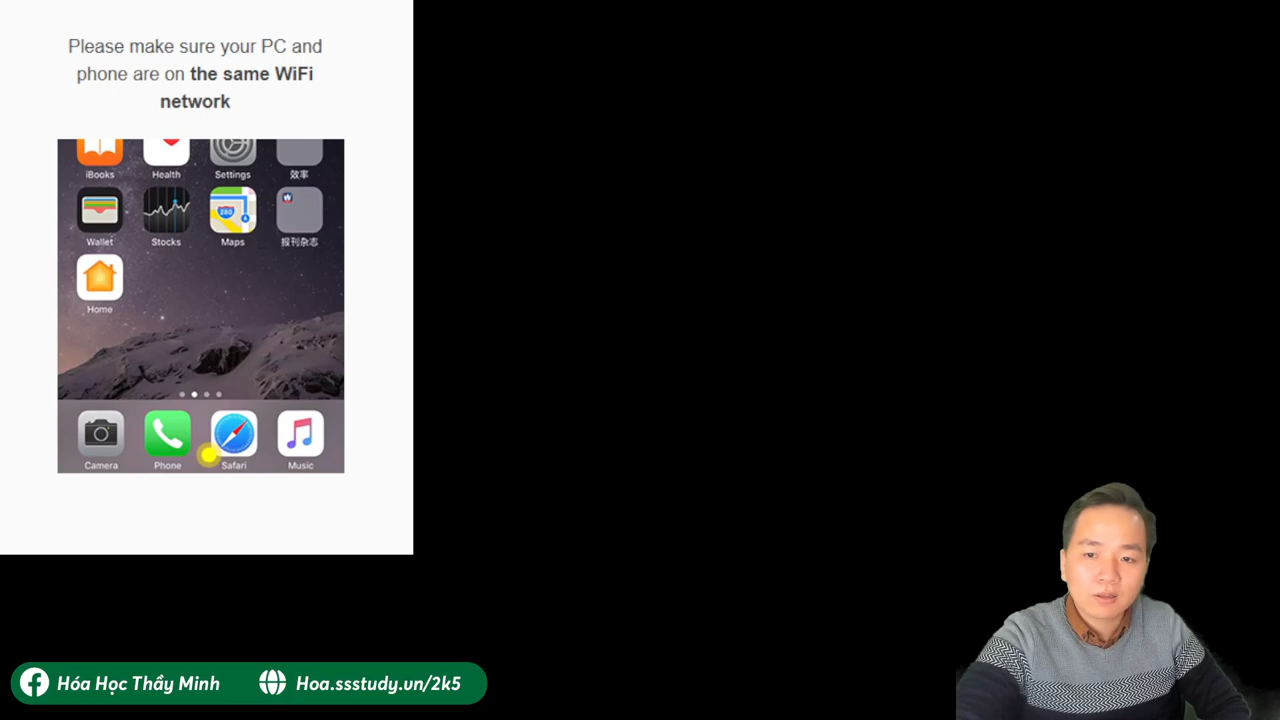 Please make sure your PC and
phone are on the same WiFi
network
iBooks Health Settings 效率
280
Wallet Stocks Maps 报刊杂志
Home
Camera Phone Safari Music
Hóa Học Thầy Minh Hoa.ssstudy.vn/2k5